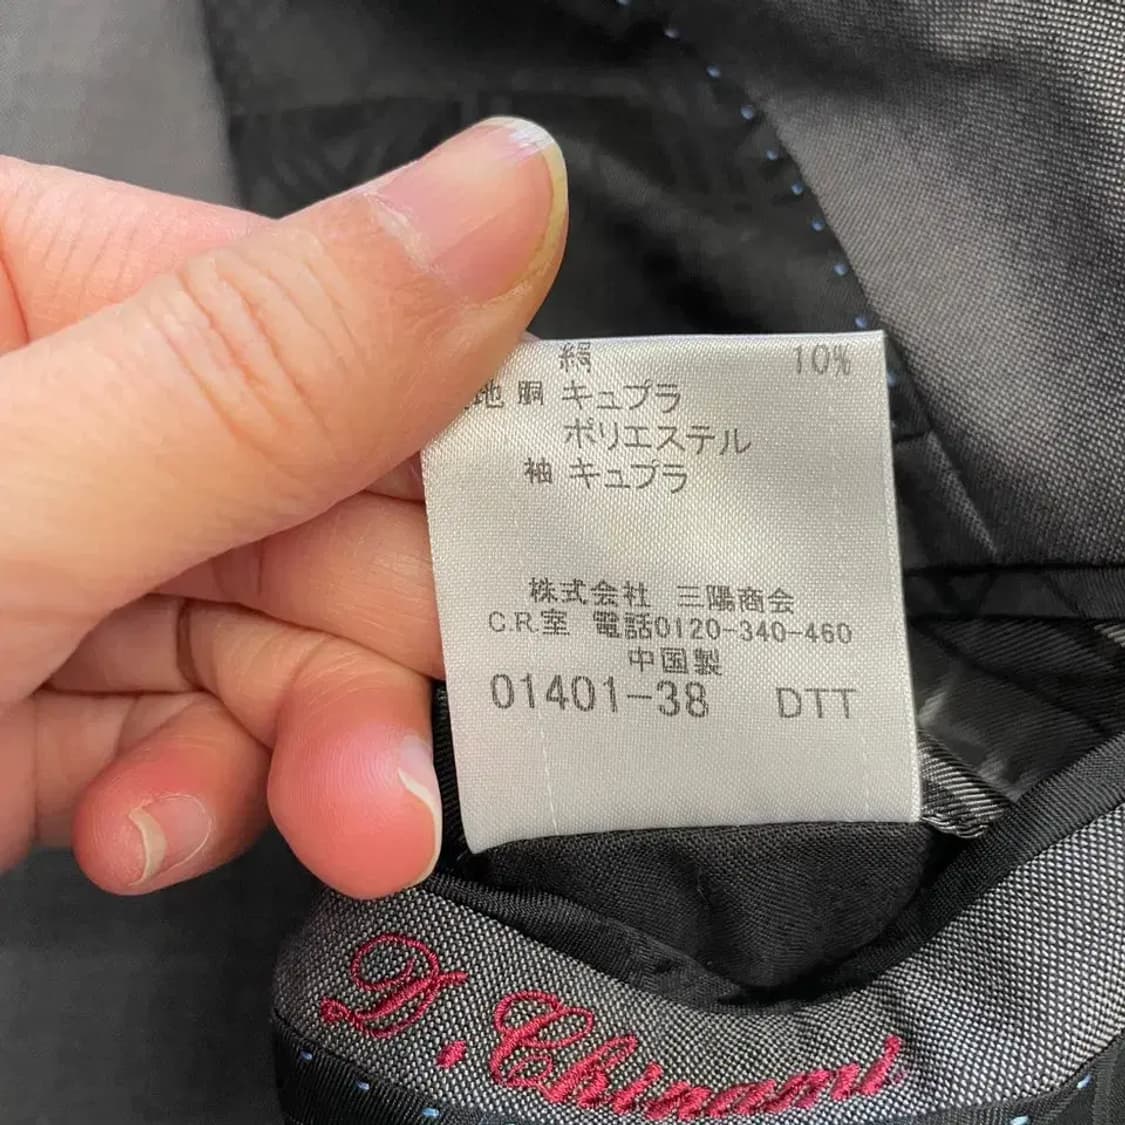 絹 10%
地 胴 キュプラ
ポリエステル
袖 キュプラ
株式会社 三陽商会
C.R.室 電話0120-340-460
中国製
01401-38 DTT
D.Chinami